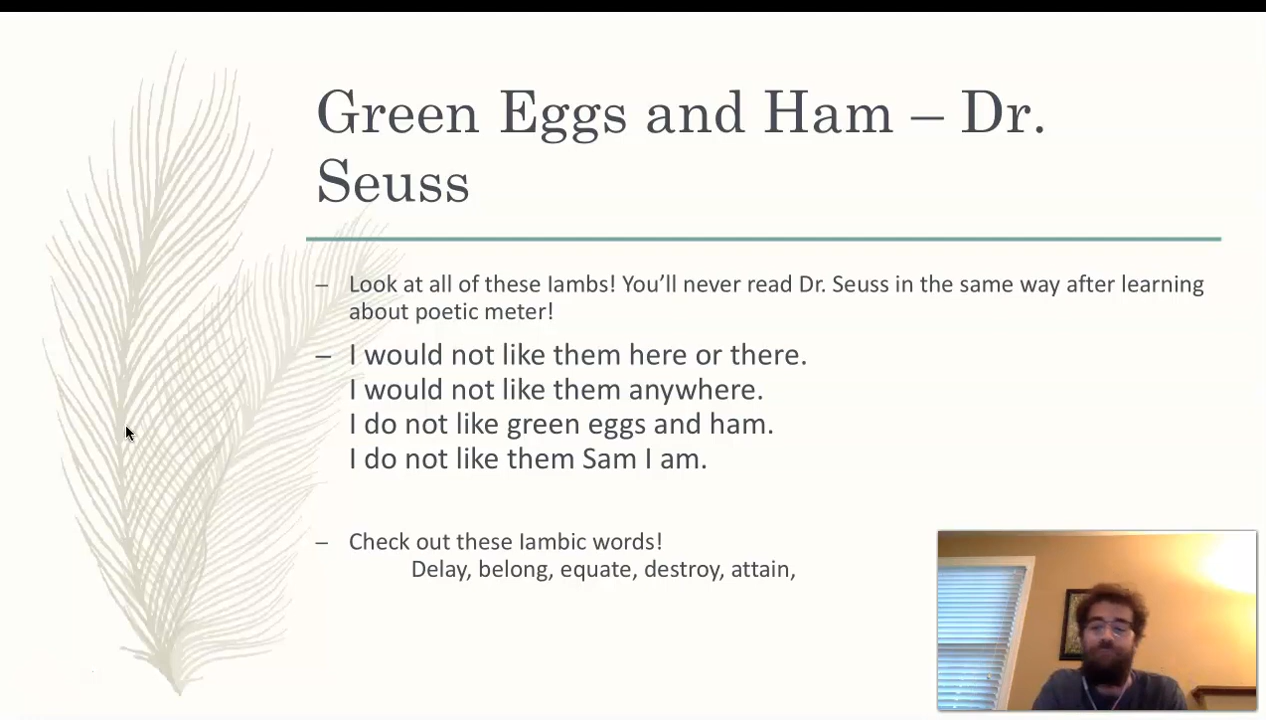 Green Eggs and Ham – Dr.
Seuss
– Look at all of these Iambs! You’ll never read Dr. Seuss in the same way after learning
about poetic meter!
– I would not like them here or there.
I would not like them anywhere.
I do not like green eggs and ham.
I do not like them Sam I am.
– Check out these Iambic words!
Delay, belong, equate, destroy, attain,